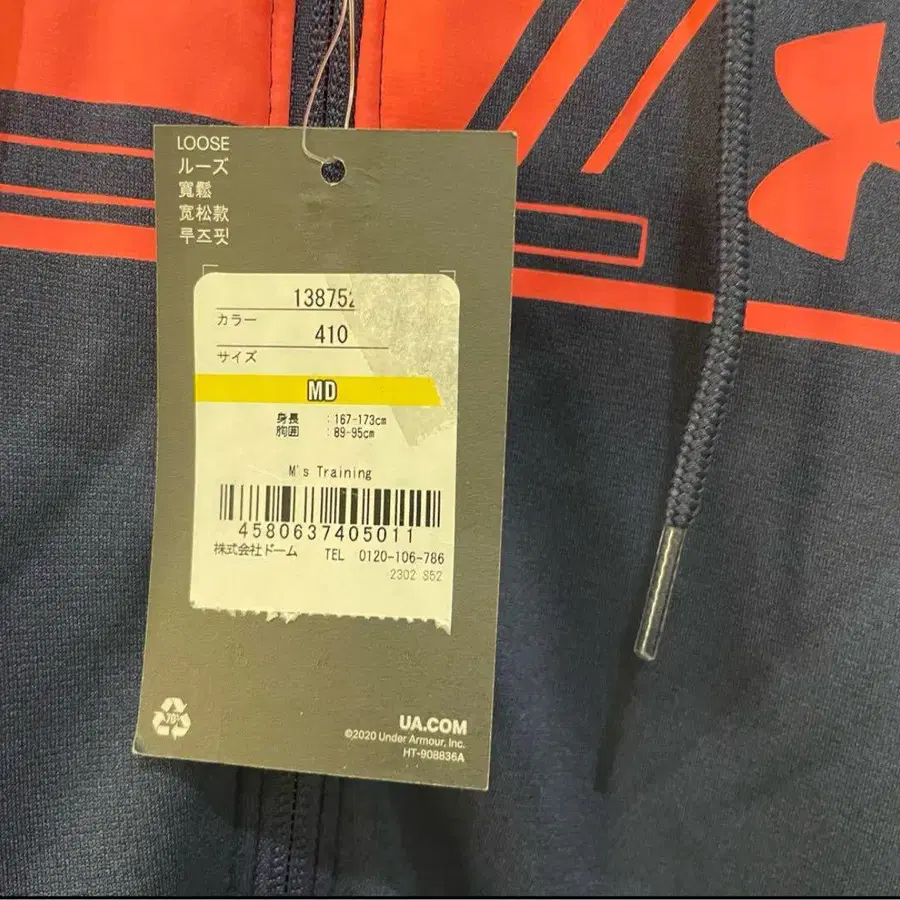 LOOSE
ルーズ
寬鬆
宽松款
루즈핏
138752
カラー
410
サイズ
MD
身長 :167-173cm
胸囲 :89-95cm
M's Training
4580637405011
株式会社ドーム TEL 0120-106-786
2302 S52
UA.COM
©2020 Under Armour, Inc.
HT-908836A